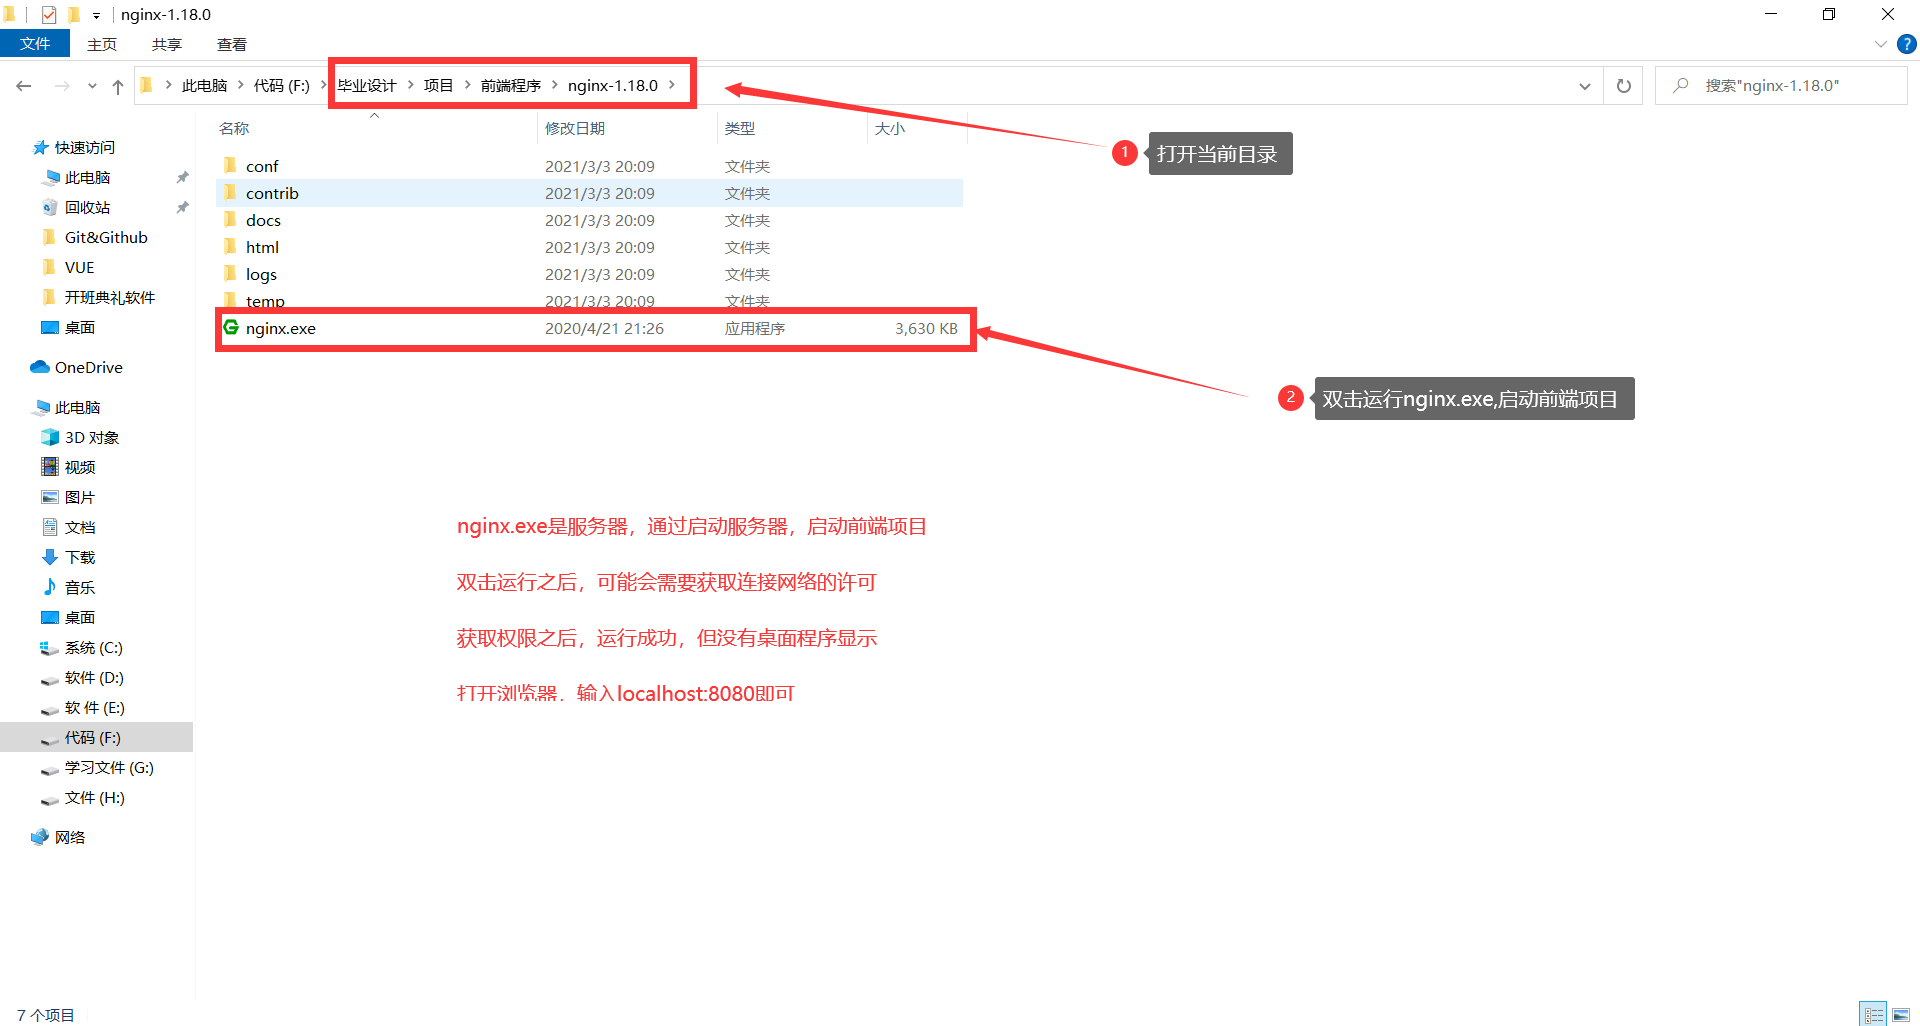 nginx-1.18.0
文件 主页 共享 查看
此电脑 代码 (F:) 毕业设计 项目 前端程序 nginx-1.18.0
搜索"nginx-1.18.0"
名称 修改日期 类型 大小
conf 2021/3/3 20:09 文件夹
contrib 2021/3/3 20:09 文件夹
docs 2021/3/3 20:09 文件夹
html 2021/3/3 20:09 文件夹
logs 2021/3/3 20:09 文件夹
temp 2021/3/3 20:09 文件夹
nginx.exe 2020/4/21 21:26 应用程序 3,630 KB
1 打开当前目录
2 双击运行nginx.exe,启动前端项目
nginx.exe是服务器，通过启动服务器，启动前端项目
双击运行之后，可能会需要获取连接网络的许可
获取权限之后，运行成功，但没有桌面程序显示
打开浏览器，输入localhost:8080即可
快速访问
此电脑
回收站
Git&Github
VUE
开班典礼软件
桌面
OneDrive
此电脑
3D 对象
视频
图片
文档
下载
音乐
桌面
系统 (C:)
软件 (D:)
软 件 (E:)
代码 (F:)
学习文件 (G:)
文件 (H:)
网络
7 个项目